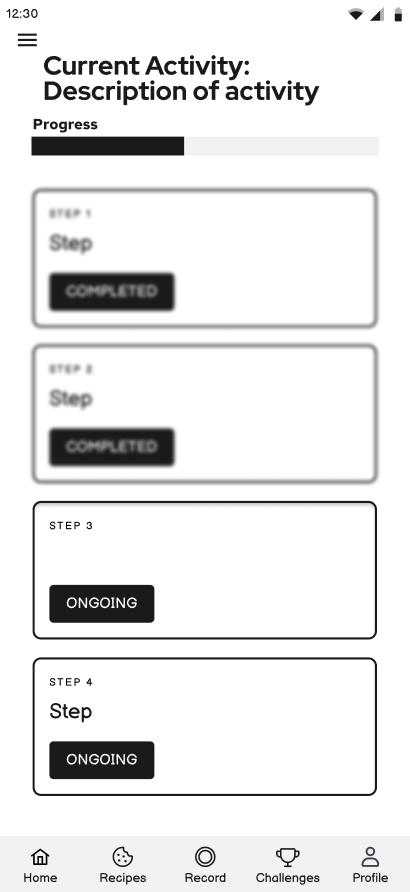 12:30
Current Activity:
Description of activity
Progress
STEP 1
Step
COMPLETED
STEP 2
Step
COMPLETED
STEP 3
ONGOING
STEP 4
Step
ONGOING
Home Recipes Record Challenges Profile